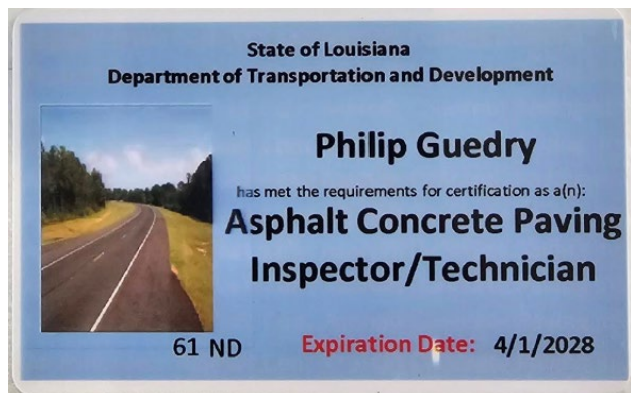 State of Louisiana
Department of Transportation and Development
Philip Guedry
has met the requirements for certification as a(n):
Asphalt Concrete Paving
Inspector/Technician
61 ND
Expiration Date: 4/1/2028